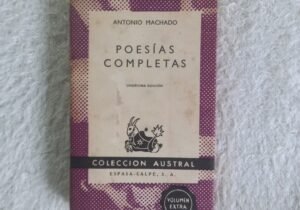 ANTONIO MACHADO
POESÍAS
COMPLETAS
COLECCION AUSTRAL
ESPASA-CALPE, S. A.
VOLUMEN
EXTRA